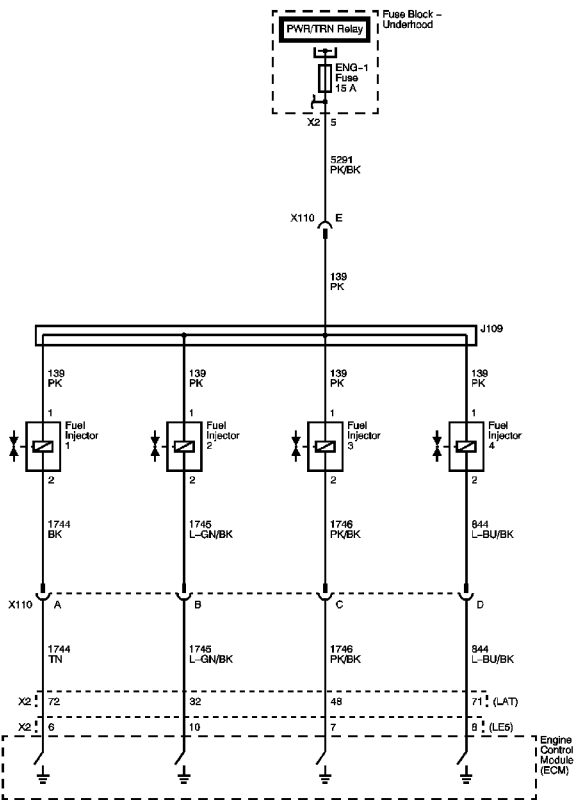 Fuse Block –
Underhood
PWR/TRN Relay
ENG–1
Fuse
15 A
X2 5
5291
PK/BK
X110 E
139
PK
J109
139
PK
139
PK
139
PK
139
PK
1
1
1
1
Fuel
Injector
1
Fuel
Injector
2
Fuel
Injector
3
Fuel
Injector
4
2
2
2
2
1744
BK
1745
L–GN/BK
1746
PK/BK
844
L–BU/BK
X110 A B C D
1744
TN
1745
L–GN/BK
1746
PK/BK
844
L–BU/BK
X2 72 32 48 71 (LAT)
X2 6 10 7 8 (LE5)
Engine
Control
Module
(ECM)